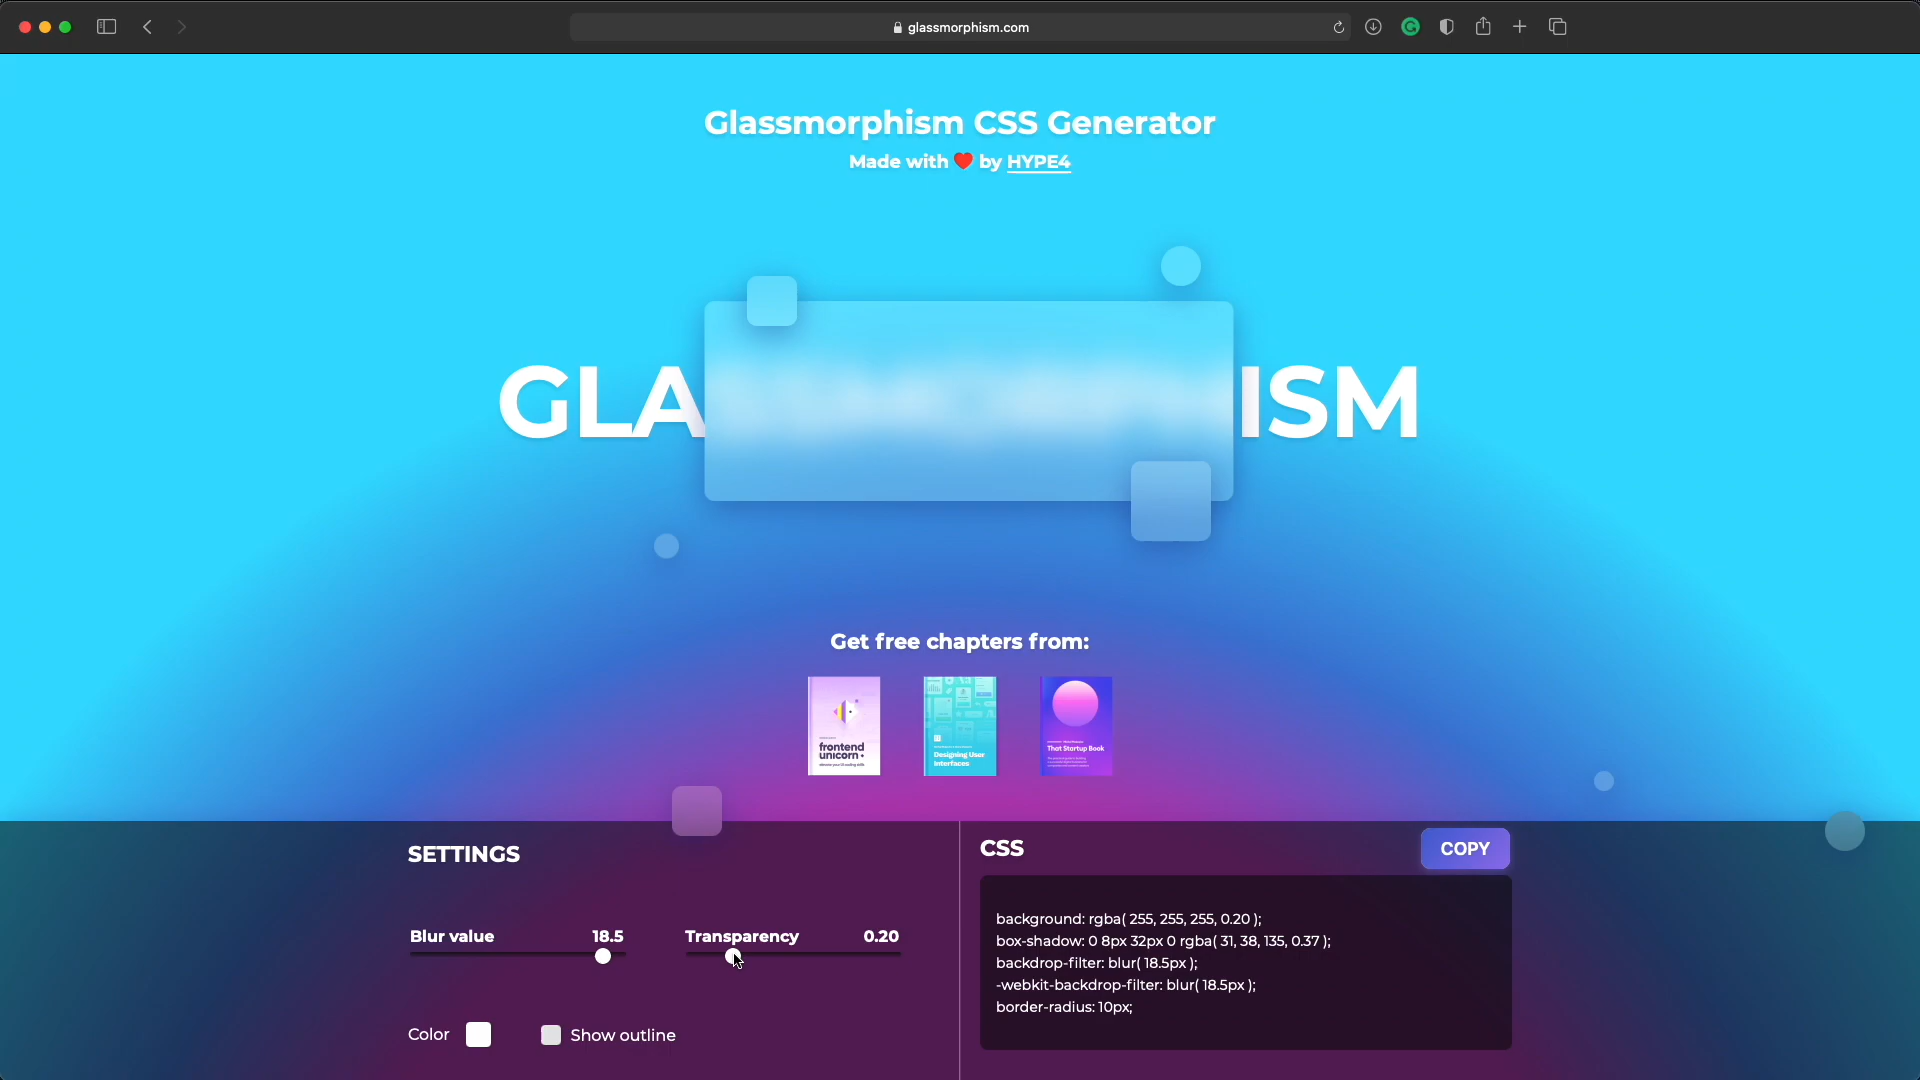 glassmorphism.com
Glassmorphism CSS Generator
Made with ❤️ by HYPE4
GLA
ISM
Get free chapters from:
frontend
unicorn
Designing User
Interfaces
That Startup Book
SETTINGS
Blur value 18.5
Transparency 0.20
Color
Show outline
CSS
COPY
background: rgba( 255, 255, 255, 0.20 );
box-shadow: 0 8px 32px 0 rgba( 31, 38, 135, 0.37 );
backdrop-filter: blur( 18.5px );
-webkit-backdrop-filter: blur( 18.5px );
border-radius: 10px;